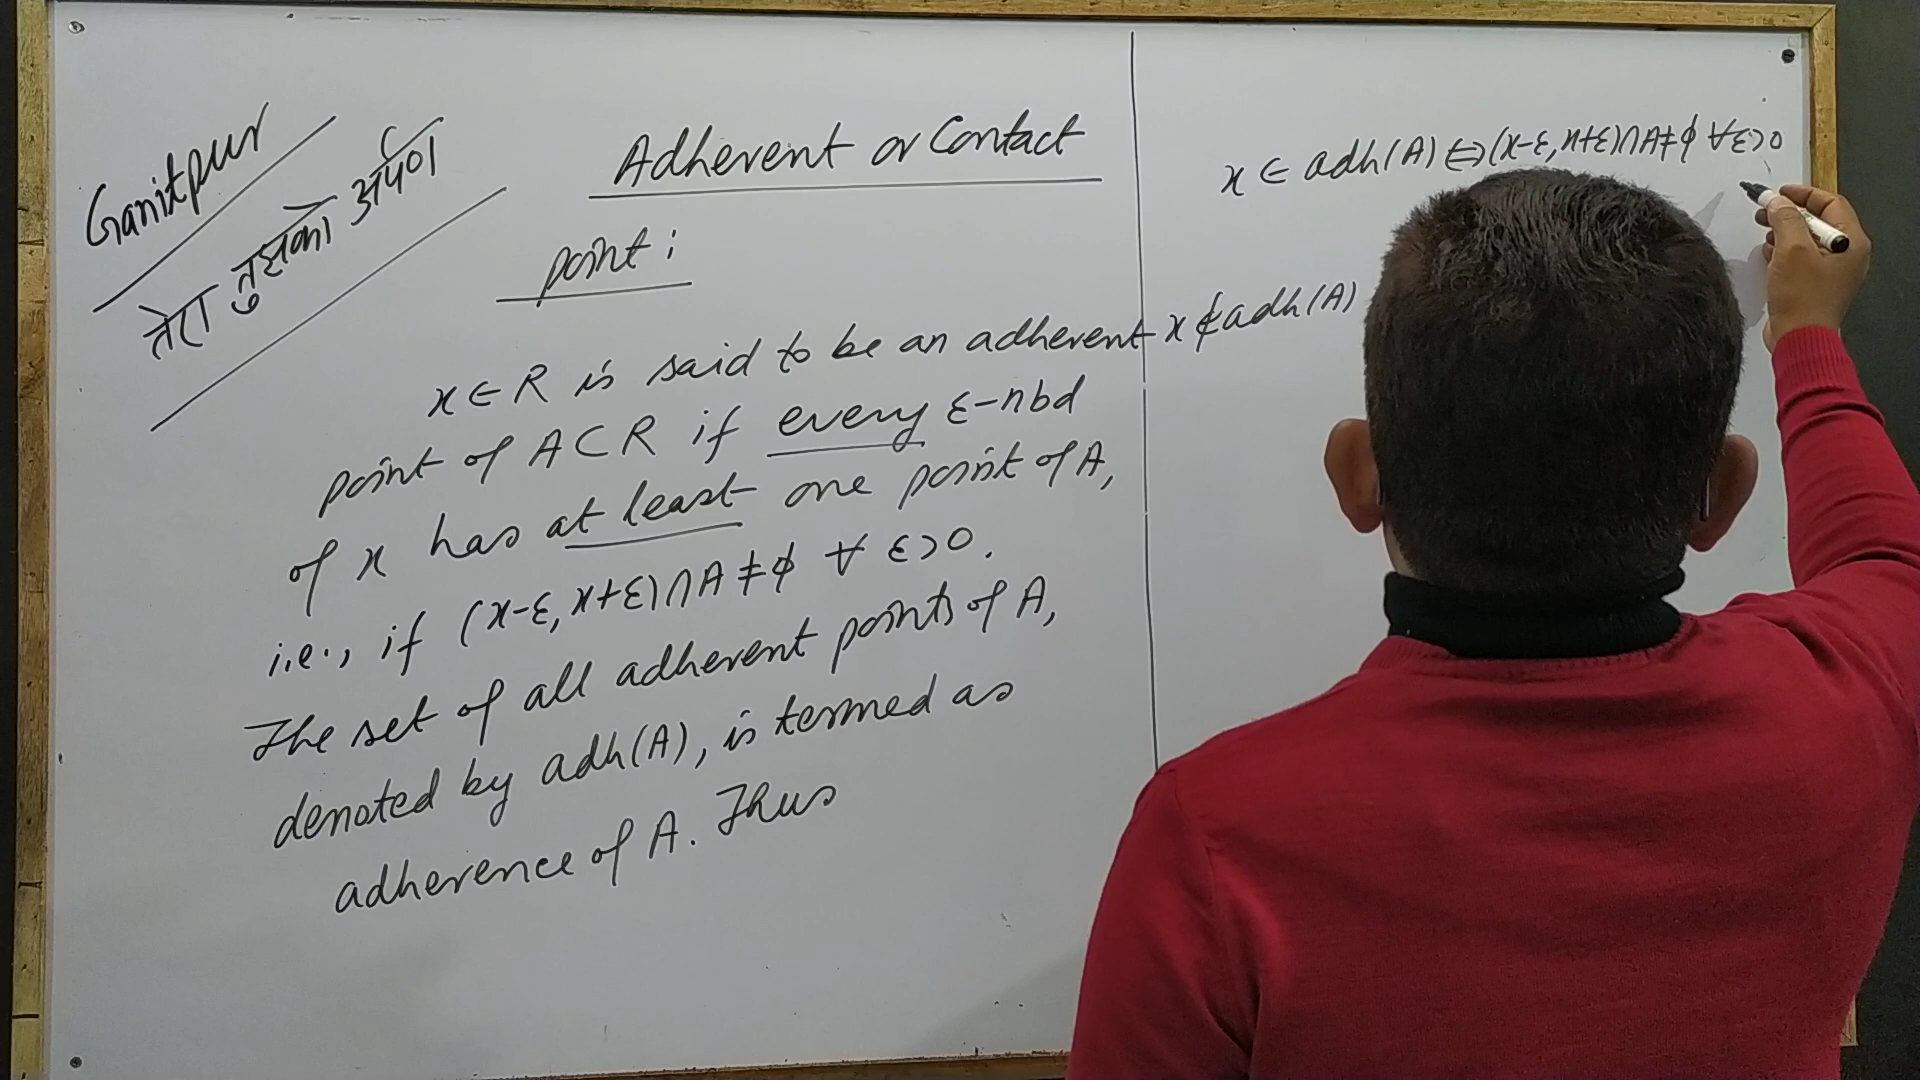 Ganitpur
तेरा तुझको अर्पण
Adherent or Contact
point :
x ∈ R is said to be an adherent
point of A ⊂ R if every ε-nbd
of x has at least one point of A,
i.e., if (x-ε, x+ε)∩A ≠ ϕ ∀ ε>0.
The set of all adherent points of A,
denoted by adh(A), is termed as
adherence of A. Thus
x ∈ adh(A) ⇔ (x-ε, x+ε)∩A ≠ ϕ ∀ ε>0
x ∉ adh(A)